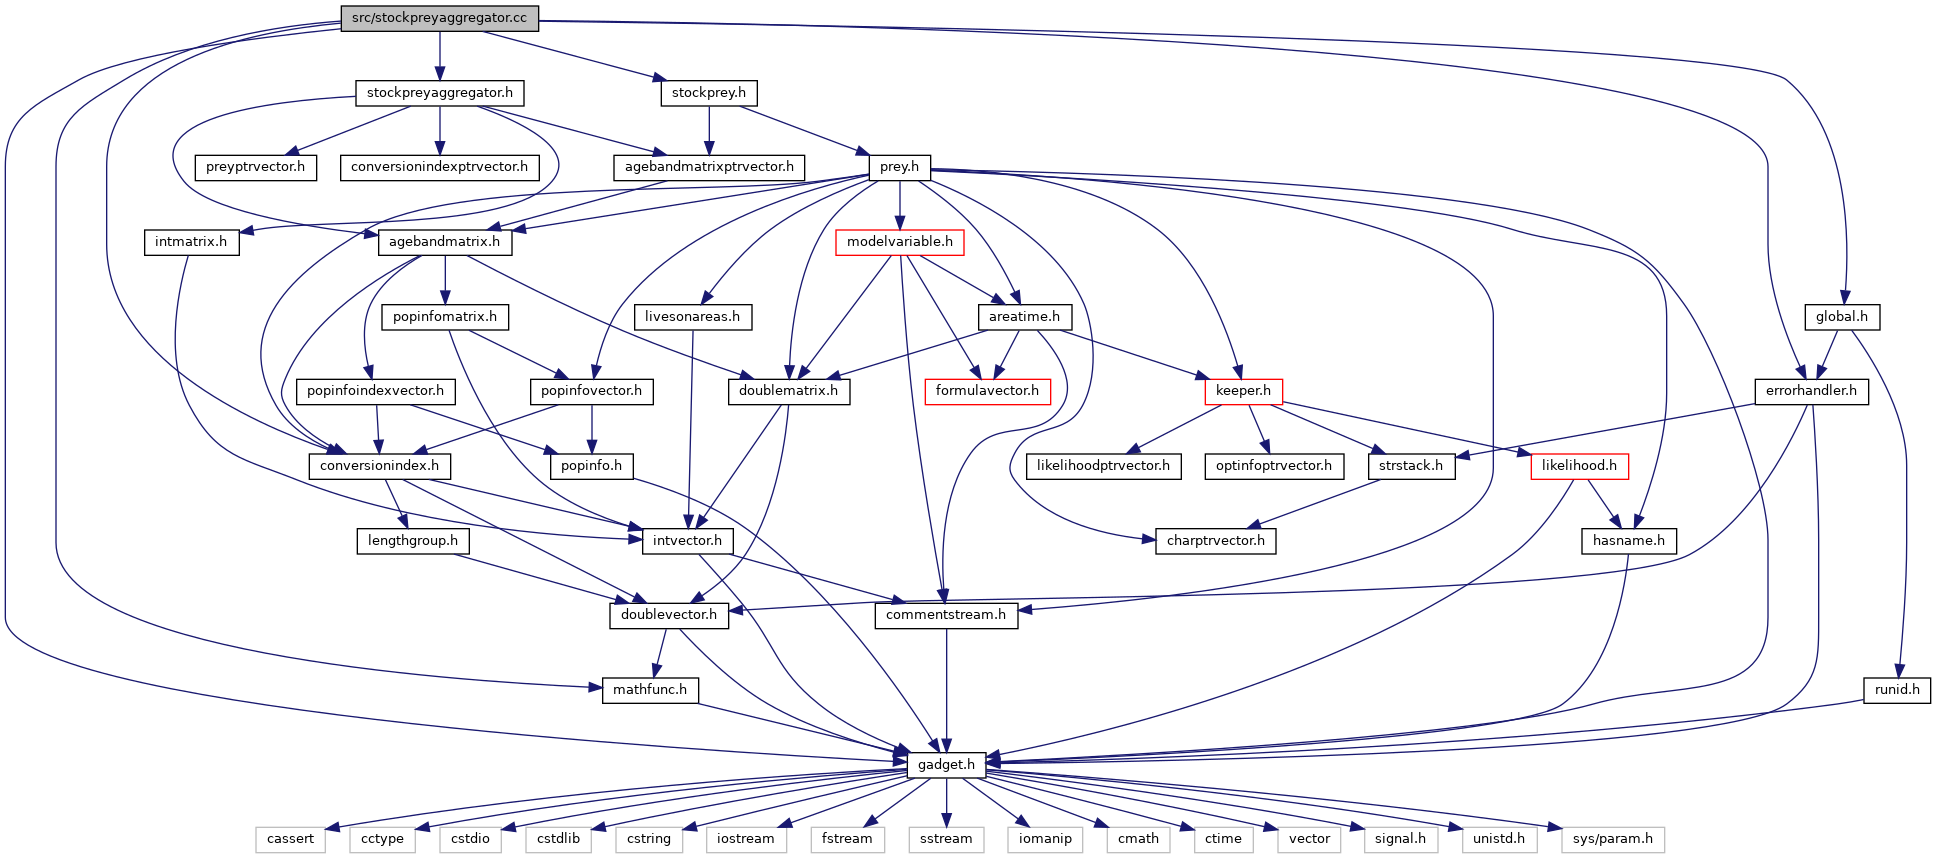 src/stockpreyaggregator.cc
stockpreyaggregator.h
stockprey.h
preyptrvector.h
conversionindexptrvector.h
agebandmatrixptrvector.h
prey.h
intmatrix.h
agebandmatrix.h
modelvariable.h
popinfomatrix.h
livesonareas.h
areatime.h
global.h
popinfoindexvector.h
popinfovector.h
doublematrix.h
formulavector.h
keeper.h
errorhandler.h
conversionindex.h
popinfo.h
likelihoodptrvector.h
optinfoptrvector.h
strstack.h
likelihood.h
lengthgroup.h
intvector.h
charptrvector.h
hasname.h
doublevector.h
commentstream.h
mathfunc.h
runid.h
gadget.h
cassert
cctype
cstdio
cstdlib
cstring
iostream
fstream
sstream
iomanip
cmath
ctime
vector
signal.h
unistd.h
sys/param.h